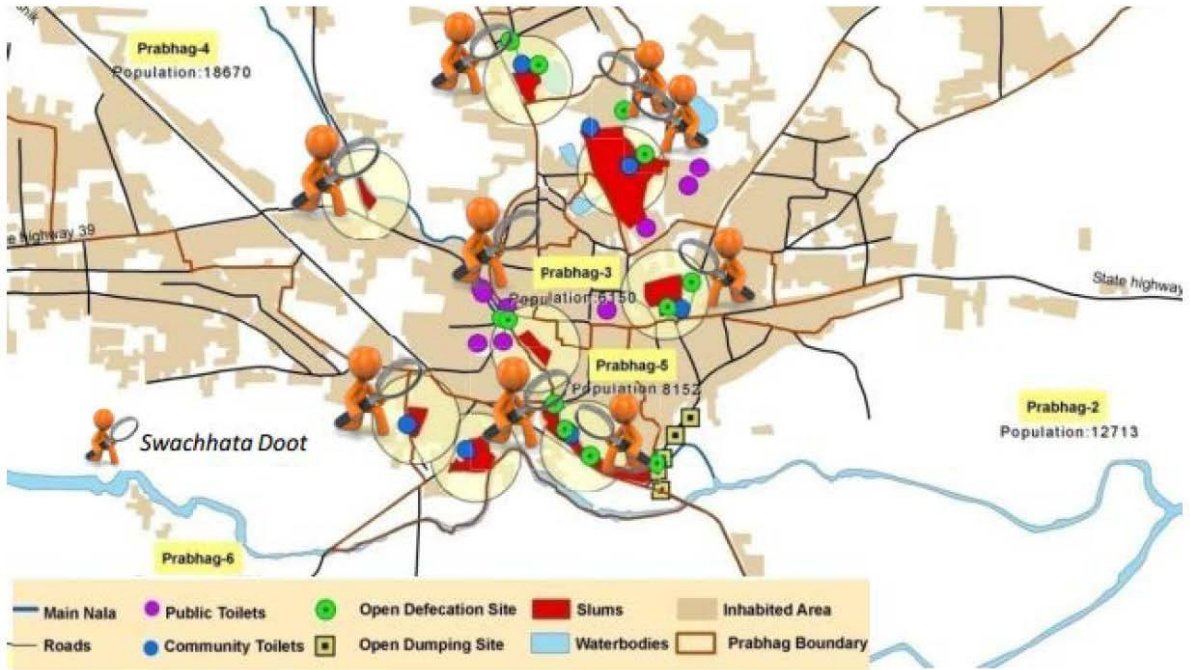 Prabhag-4
Population:18670
e highway 39
Prabhag-3
Population:6150
State highway
Prabhag-5
Population 8152
Prabhag-2
Population:12713
Swachhata Doot
Prabhag-6
Main Nala
Public Toilets
Open Defecation Site
Slums
Inhabited Area
Roads
Community Toilets
Open Dumping Site
Waterbodies
Prabhag Boundary